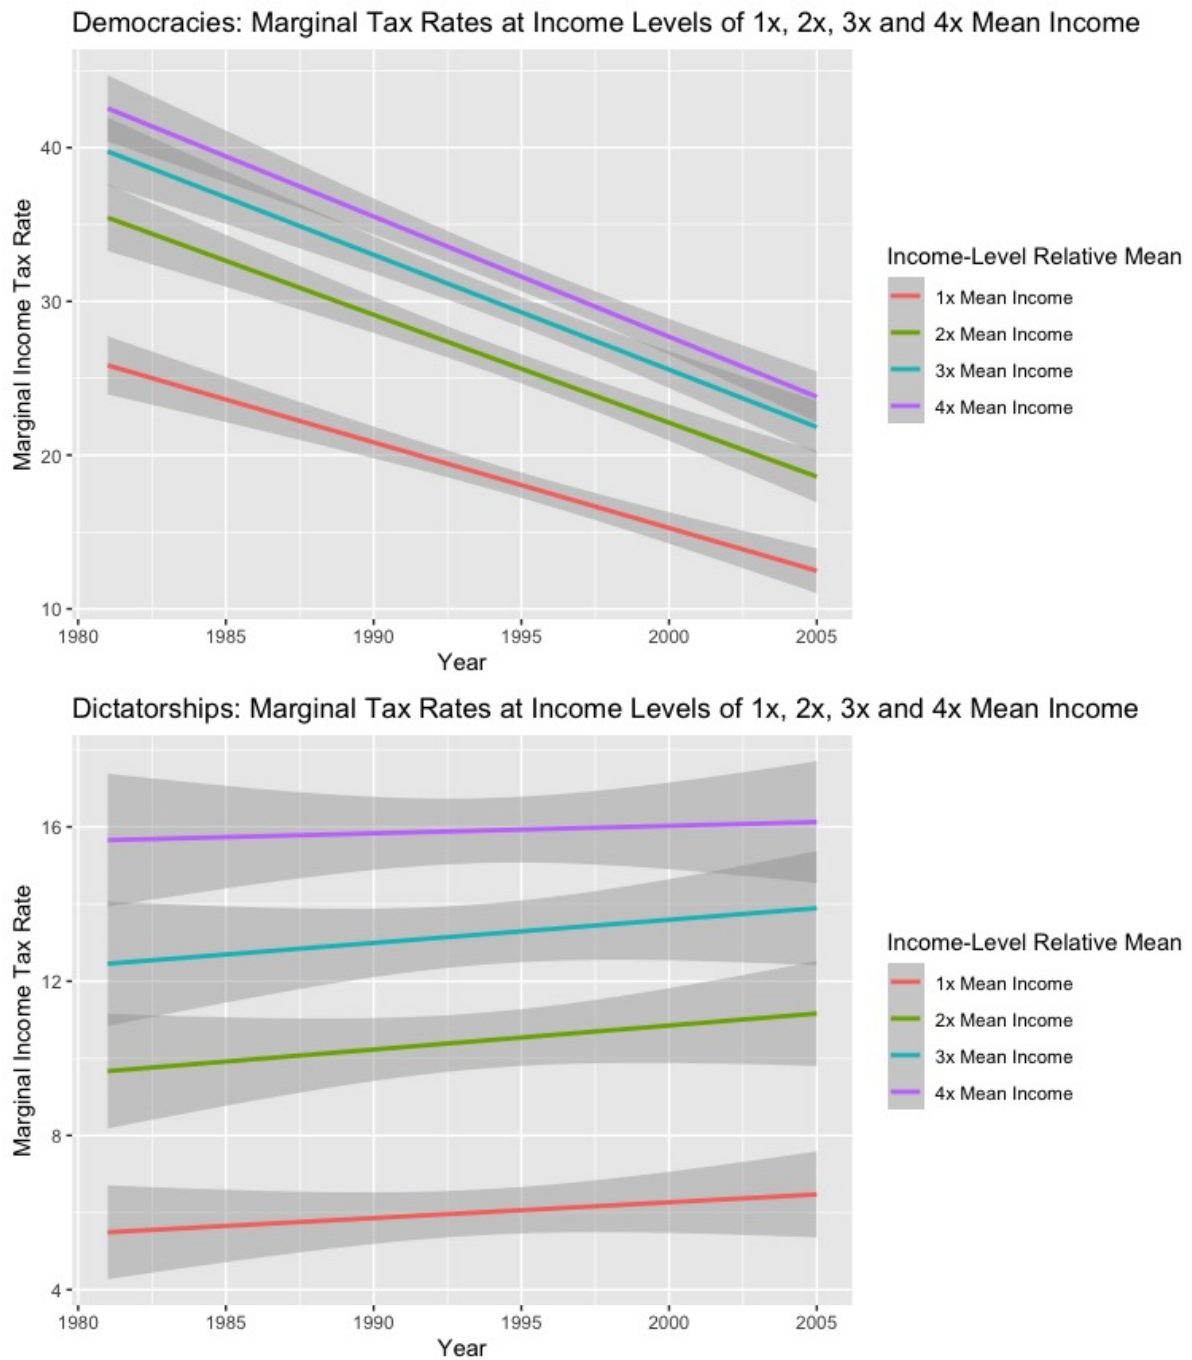 Democracies: Marginal Tax Rates at Income Levels of 1x, 2x, 3x and 4x Mean Income
Marginal Income Tax Rate
40
30
20
10
1980 1985 1990 1995 2000 2005
Year
Income-Level Relative Mean
1x Mean Income
2x Mean Income
3x Mean Income
4x Mean Income
Dictatorships: Marginal Tax Rates at Income Levels of 1x, 2x, 3x and 4x Mean Income
Marginal Income Tax Rate
16
12
8
4
1980 1985 1990 1995 2000 2005
Year
Income-Level Relative Mean
1x Mean Income
2x Mean Income
3x Mean Income
4x Mean Income